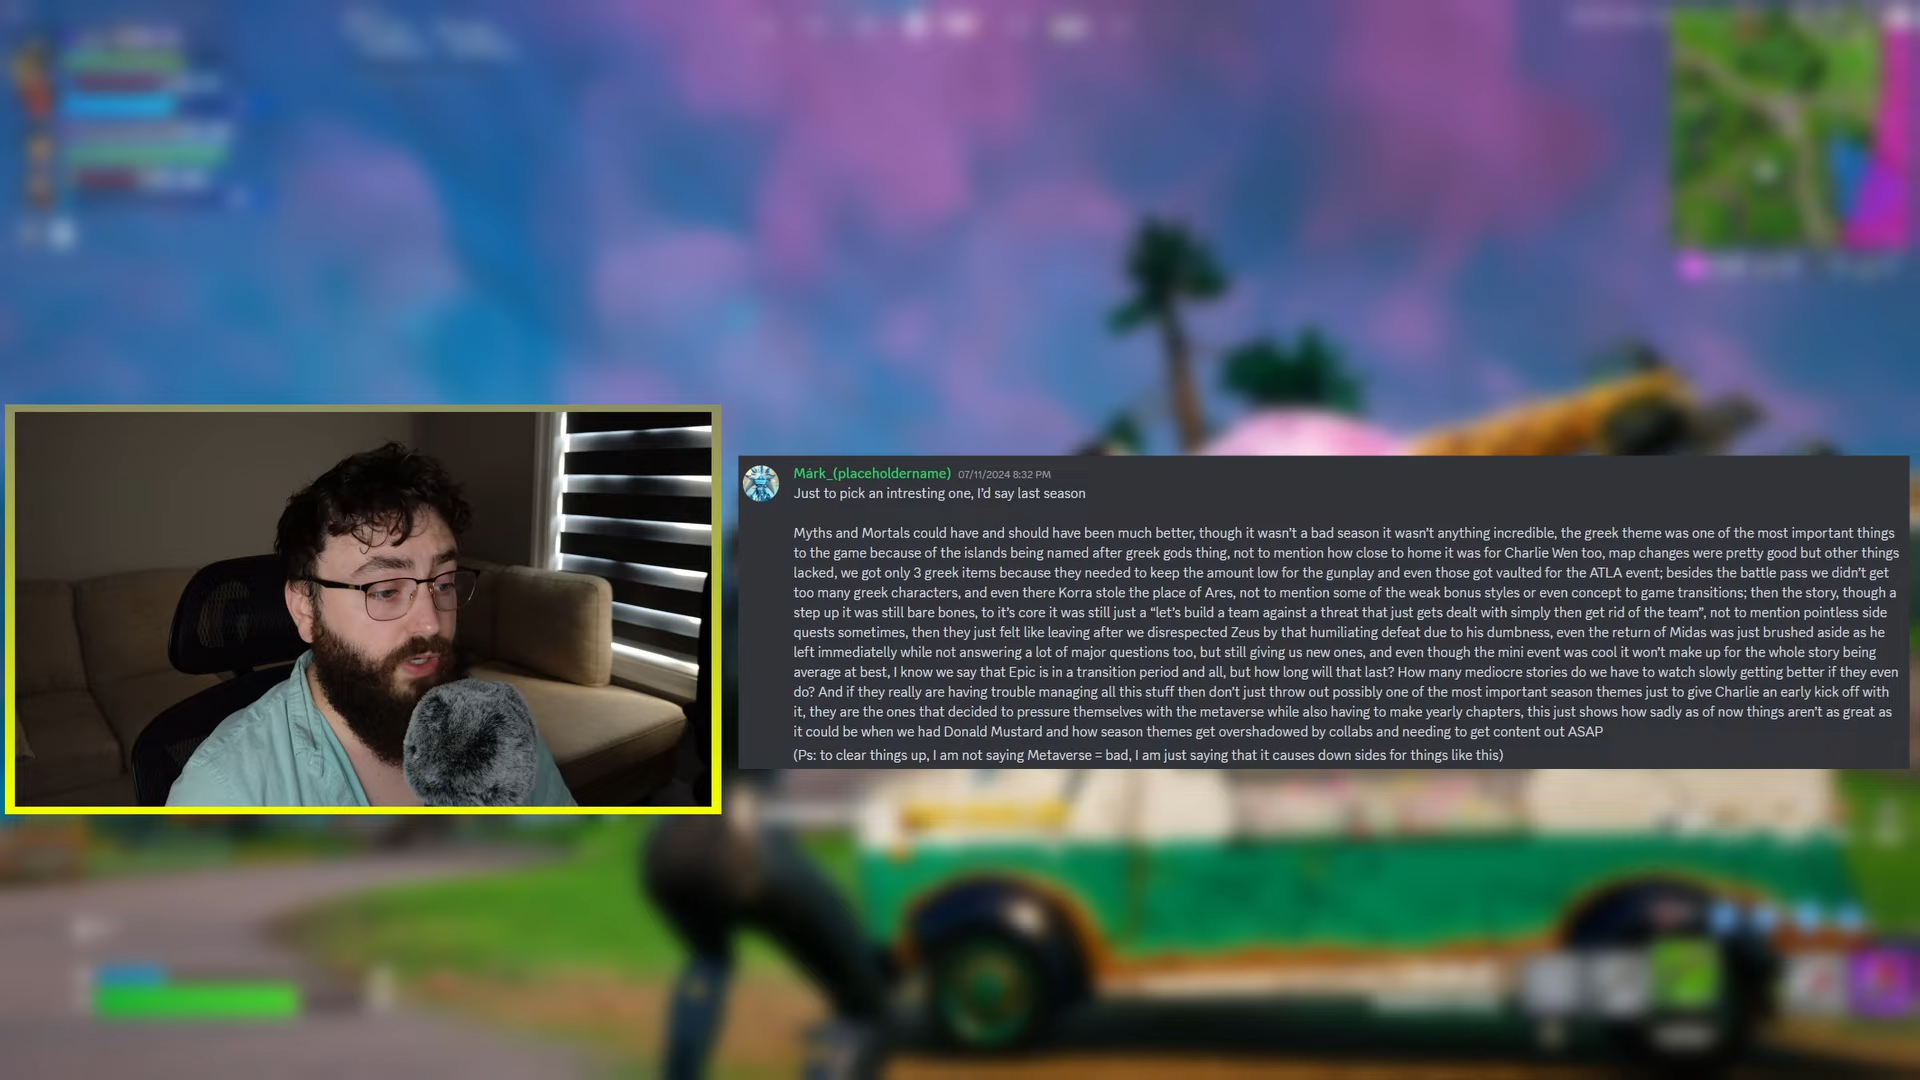 Márk_(placeholdername) 07/11/2024 8:32 PM
Just to pick an intresting one, I'd say last season
Myths and Mortals could have and should have been much better, though it wasn't a bad season it wasn't anything incredible, the greek theme was one of the most important things
to the game because of the islands being named after greek gods thing, not to mention how close to home it was for Charlie Wen too, map changes were pretty good but other things
lacked, we got only 3 greek items because they needed to keep the amount low for the gunplay and even those got vaulted for the ATLA event; besides the battle pass we didn't get
too many greek characters, and even there Korra stole the place of Ares, not to mention some of the weak bonus styles or even concept to game transitions; then the story, though a
step up it was still bare bones, to it's core it was still just a “let's build a team against a threat that just gets dealt with simply then get rid of the team”, not to mention pointless side
quests sometimes, then they just felt like leaving after we disrespected Zeus by that humiliating defeat due to his dumbness, even the return of Midas was just brushed aside as he
left immediatelly while not answering a lot of major questions too, but still giving us new ones, and even though the mini event was cool it won't make up for the whole story being
average at best, I know we say that Epic is in a transition period and all, but how long will that last? How many mediocre stories do we have to watch slowly getting better if they even
do? And if they really are having trouble managing all this stuff then don't just throw out possibly one of the most important season themes just to give Charlie an early kick off with
it, they are the ones that decided to pressure themselves with the metaverse while also having to make yearly chapters, this just shows how sadly as of now things aren't as great as
it could be when we had Donald Mustard and how season themes get overshadowed by collabs and needing to get content out ASAP
(Ps: to clear things up, I am not saying Metaverse = bad, I am just saying that it causes down sides for things like this)